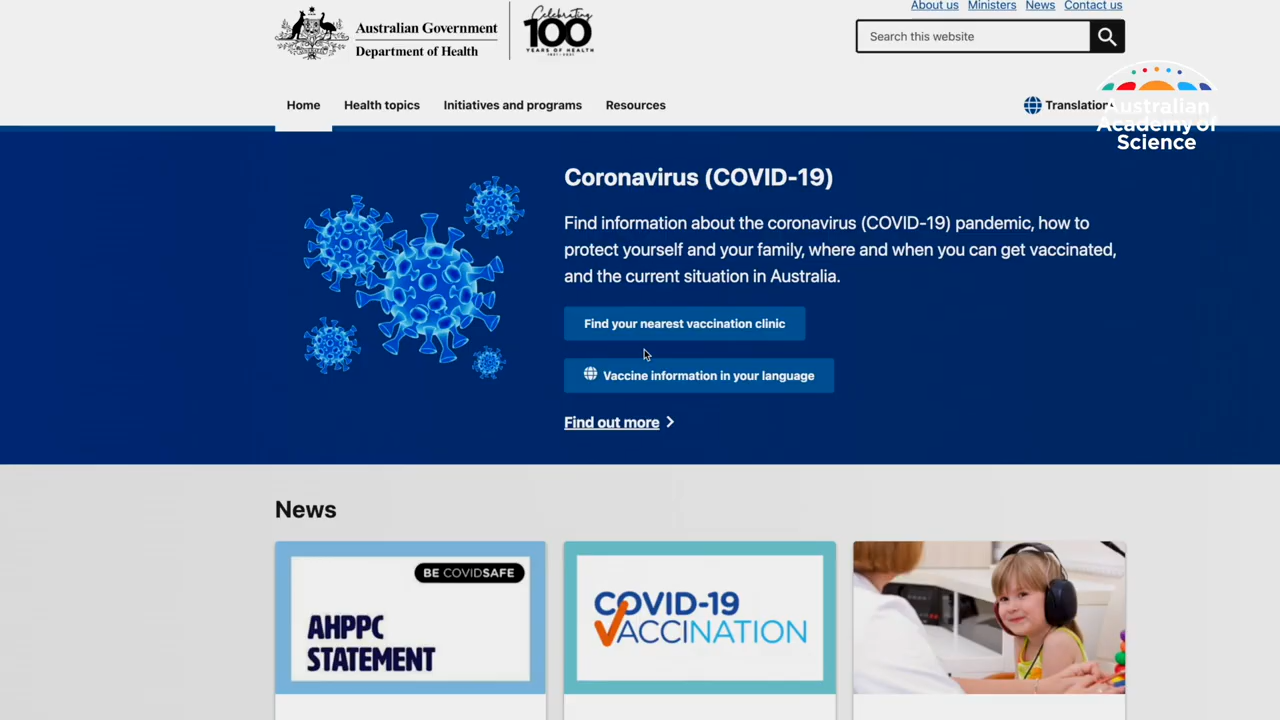 About us Ministers News Contact us
Australian Government
Department of Health
Celebrating
100
YEARS OF HEALTH
1921-2021
Search this website
Home Health topics Initiatives and programs Resources
Translation
Australian
Academy of
Science
Coronavirus (COVID-19)
Find information about the coronavirus (COVID-19) pandemic, how to
protect yourself and your family, where and when you can get vaccinated,
and the current situation in Australia.
Find your nearest vaccination clinic
Vaccine information in your language
Find out more
News
BE COVIDSAFE
AHPPC
STATEMENT
COVID-19
VACCINATION